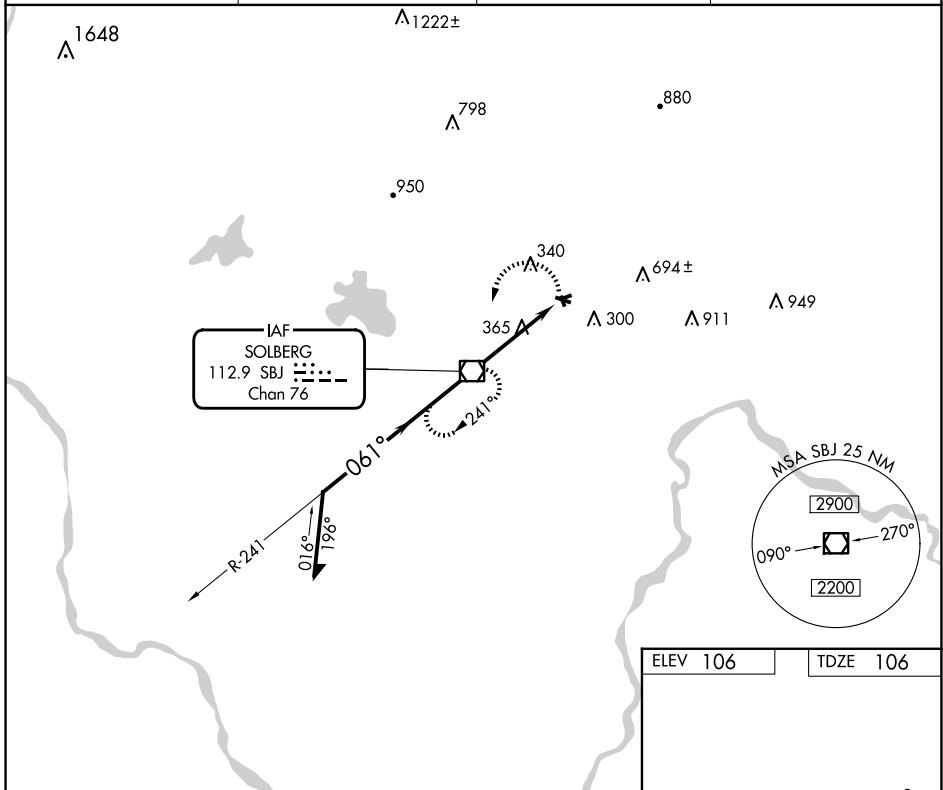 1648
1222±
798
880
950
340
694±
949
365
300
911
IAF
SOLBERG
112.9 SBJ
Chan 76
241°
061°
R-241
016°
196°
MSA SBJ 25 NM
2900
270°
090°
2200
ELEV 106
TDZE 106